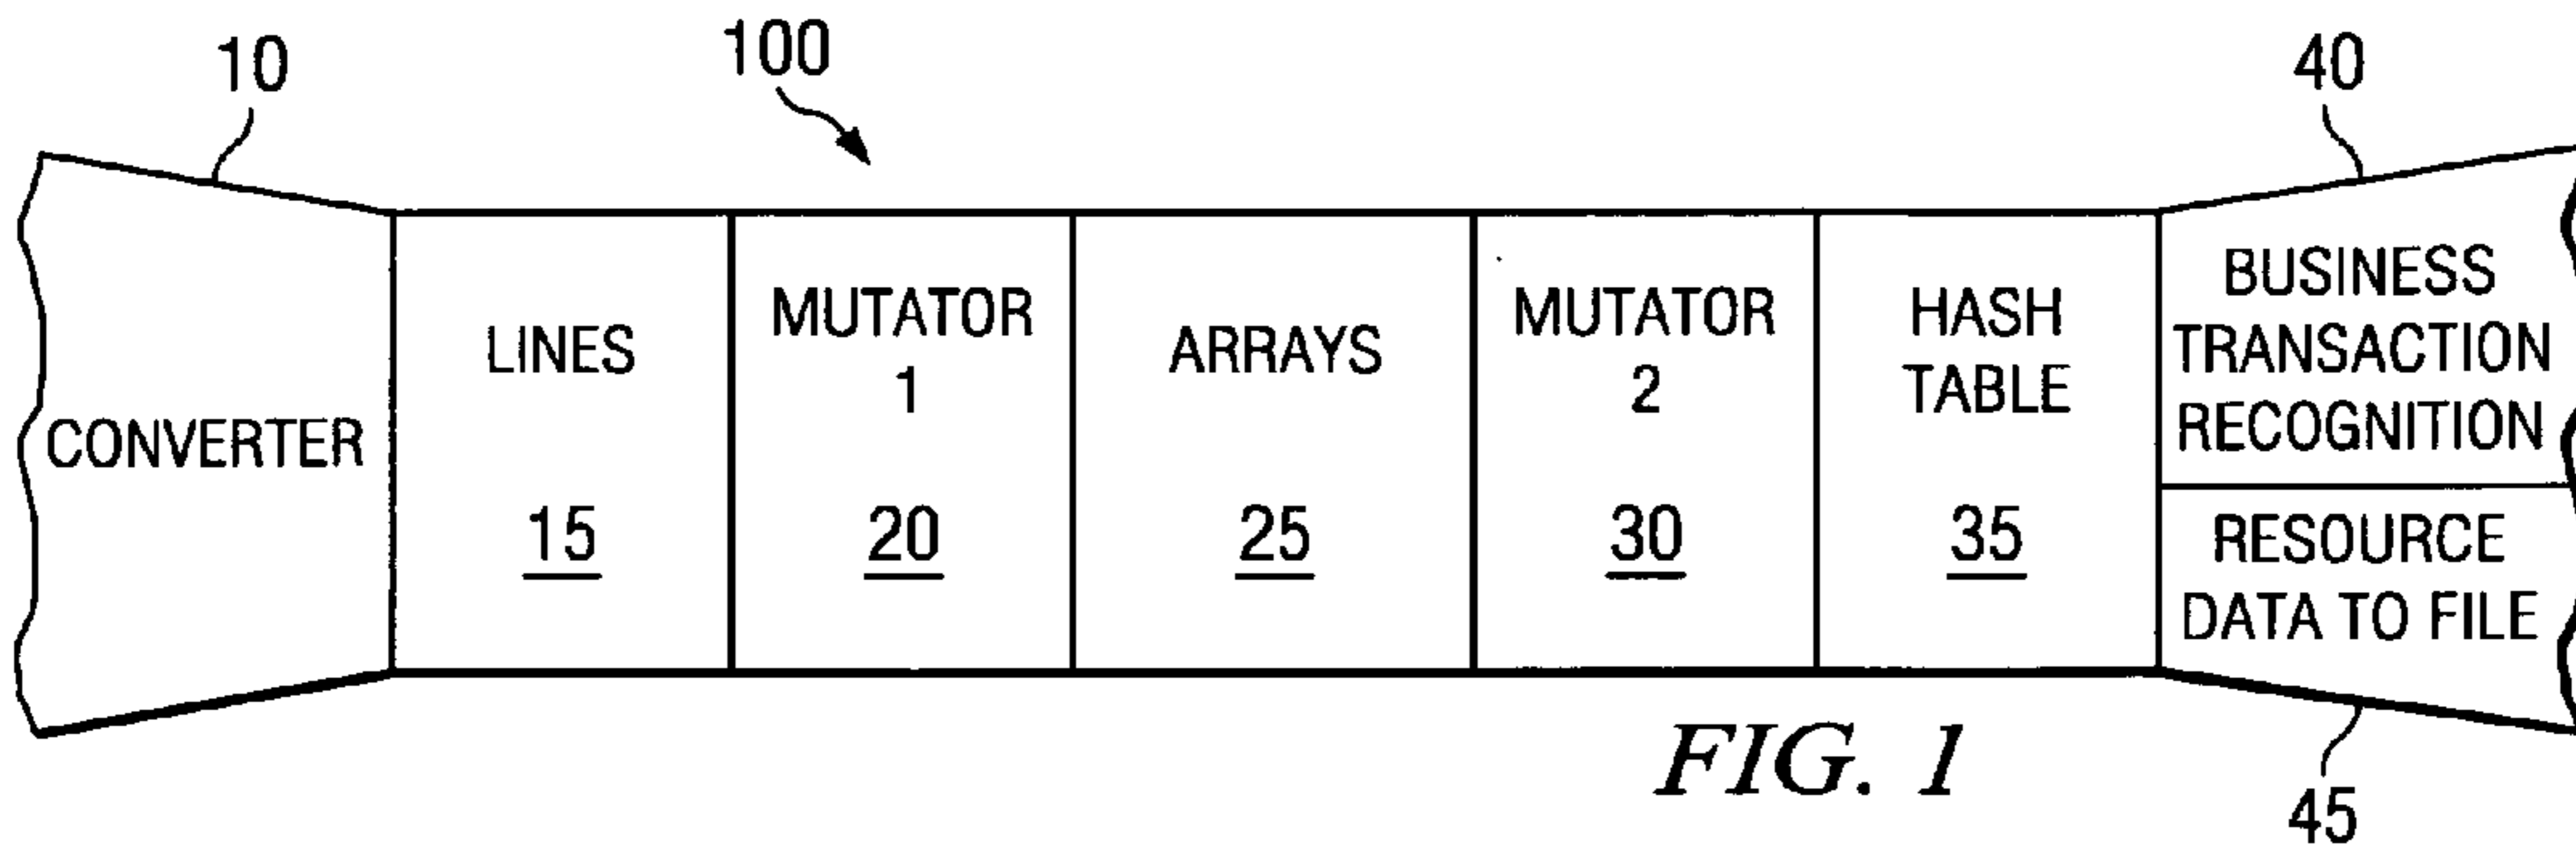 10
100
40
CONVERTER
LINES
15
MUTATOR
1
20
ARRAYS
25
MUTATOR
2
30
HASH
TABLE
35
BUSINESS
TRANSACTION
RECOGNITION
RESOURCE
DATA TO FILE
45
FIG. 1